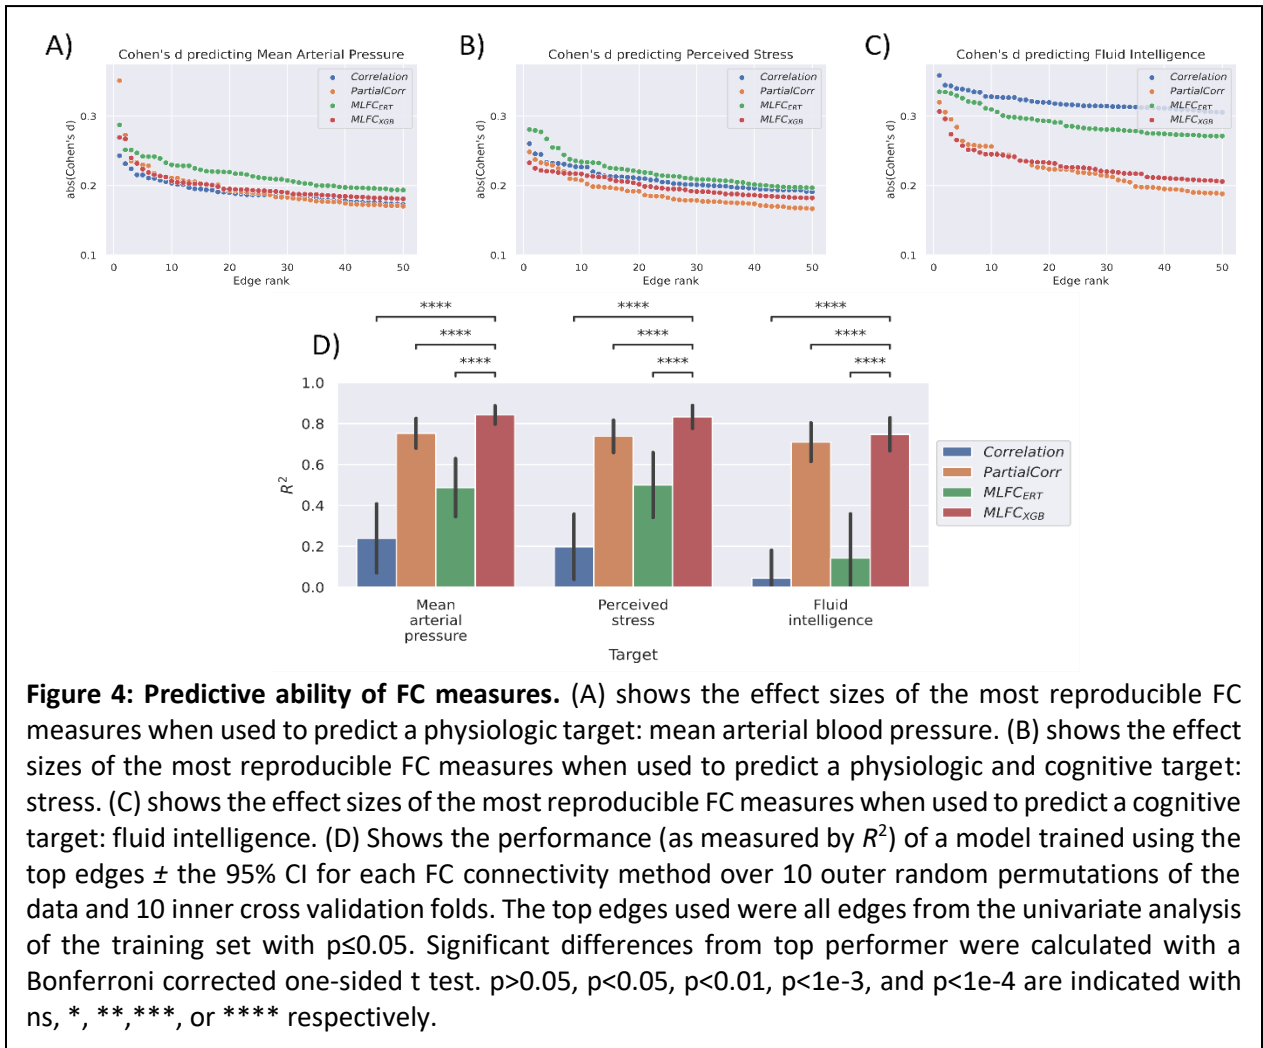 A)
Cohen's d predicting Mean Arterial Pressure
abs(Cohen's d)
0.3
0.2
0.1
Correlation
PartialCorr
MLFC_ERT
MLFC_XGB
0 10 20 30 40 50
Edge rank
B)
Cohen's d predicting Perceived Stress
abs(Cohen's d)
0.3
0.2
0.1
Correlation
PartialCorr
MLFC_ERT
MLFC_XGB
0 10 20 30 40 50
Edge rank
C)
Cohen's d predicting Fluid Intelligence
abs(Cohen's d)
0.3
0.2
0.1
Correlation
PartialCorr
MLFC_ERT
MLFC_XGB
0 10 20 30 40 50
Edge rank
D)
**** **** ****
**** **** ****
**** **** ****
R²
1.0
0.8
0.6
0.4
0.2
0.0
Mean
arterial
pressure
Perceived
stress
Fluid
intelligence
Target
Correlation
PartialCorr
MLFC_ERT
MLFC_XGB
Figure 4: Predictive ability of FC measures. (A) shows the effect sizes of the most reproducible FC
measures when used to predict a physiologic target: mean arterial blood pressure. (B) shows the effect
sizes of the most reproducible FC measures when used to predict a physiologic and cognitive target:
stress. (C) shows the effect sizes of the most reproducible FC measures when used to predict a cognitive
target: fluid intelligence. (D) Shows the performance (as measured by R²) of a model trained using the
top edges ± the 95% CI for each FC connectivity method over 10 outer random permutations of the
data and 10 inner cross validation folds. The top edges used were all edges from the univariate analysis
of the training set with p≤0.05. Significant differences from top performer were calculated with a
Bonferroni corrected one-sided t test. p>0.05, p<0.05, p<0.01, p<1e-3, and p<1e-4 are indicated with
ns, *, **,***, or **** respectively.